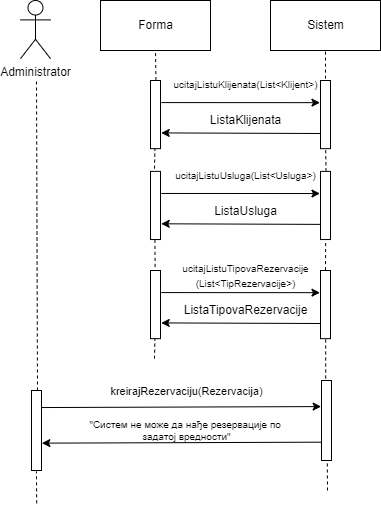 Forma
Sistem
Administrator
ucitajListuKlijenata(List<Klijent>)
ListaKlijenata
ucitajListuUsluga(List<Usluga>)
ListaUsluga
ucitajListuTipovaRezervacije
(List<TipRezervacije>)
ListaTipovaRezervacije
kreirajRezervaciju(Rezervacija)
"Систем не може да нађе резервације по
задатој вредности"